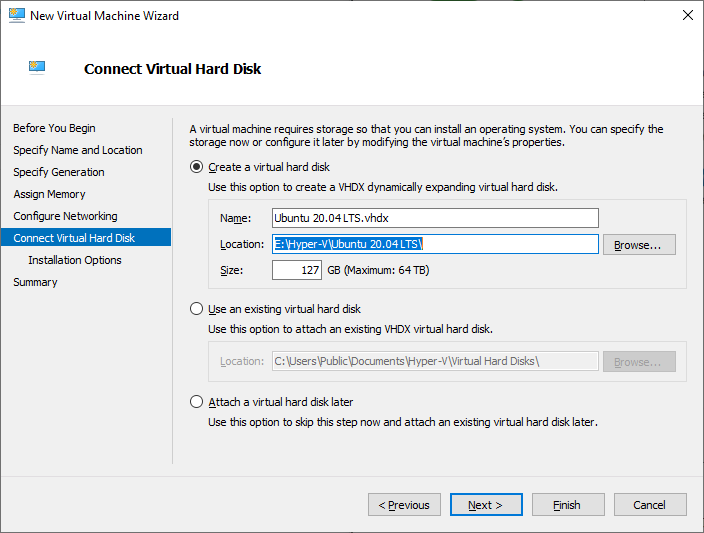 New Virtual Machine Wizard
Connect Virtual Hard Disk
Before You Begin
Specify Name and Location
Specify Generation
Assign Memory
Configure Networking
Connect Virtual Hard Disk
Installation Options
Summary
A virtual machine requires storage so that you can install an operating system. You can specify the
storage now or configure it later by modifying the virtual machine's properties.
Create a virtual hard disk
Use this option to create a VHDX dynamically expanding virtual hard disk.
Name: Ubuntu 20.04 LTS.vhdx
Location: E:\Hyper-V\Ubuntu 20.04 LTS\ Browse...
Size: 127 GB (Maximum: 64 TB)
Use an existing virtual hard disk
Use this option to attach an existing VHDX virtual hard disk.
Location: C:\Users\Public\Documents\Hyper-V\Virtual Hard Disks\ Browse...
Attach a virtual hard disk later
Use this option to skip this step now and attach an existing virtual hard disk later.
< Previous Next > Finish Cancel